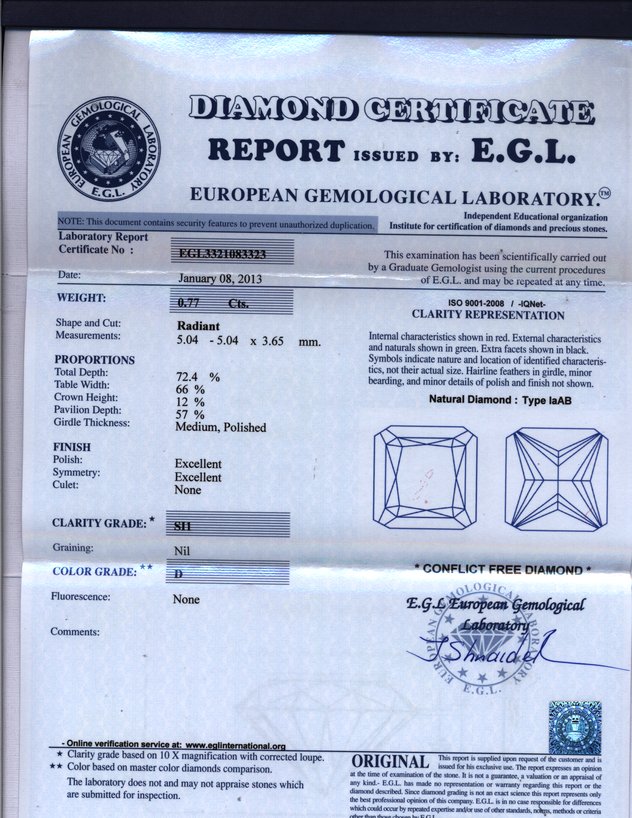 DIAMOND CERTIFICATE
REPORT ISSUED BY: E.G.L.
EUROPEAN GEMOLOGICAL LABORATORY.™
EUROPEAN GEMOLOGICAL LABORATORY
E.G.L.
NOTE: This document contains security features to prevent unauthorized duplication.
Independent Educational organization
Institute for certification of diamonds and precious stones.
Laboratory Report
Certificate No : EGL3321083323
Date: January 08, 2013
WEIGHT: 0.77 Cts.
Shape and Cut: Radiant
Measurements: 5.04 - 5.04 x 3.65 mm.
PROPORTIONS
Total Depth: 72.4 %
Table Width: 66 %
Crown Height: 12 %
Pavilion Depth: 57 %
Girdle Thickness: Medium, Polished
FINISH
Polish: Excellent
Symmetry: Excellent
Culet: None
CLARITY GRADE: * SI1
Graining: Nil
COLOR GRADE: ** D
Fluorescence: None
Comments:
This examination has been scientifically carried out
by a Graduate Gemologist using the current procedures
of E.G.L. and may be repeated at any time.
ISO 9001-2008 / -IQNet-
CLARITY REPRESENTATION
Internal characteristics shown in red. External characteristics
and naturals shown in green. Extra facets shown in black.
Symbols indicate nature and location of identified characteris-
tics, not their actual size. Hairline feathers in girdle, minor
bearding, and minor details of polish and finish not shown.
Natural Diamond : Type IaAB
* CONFLICT FREE DIAMOND *
E.G.L European Gemological
Laboratory
EUROPEAN GEMOLOGICAL LABORATORY
E.G.L.
J Shnaider
- Online verification service at: www.eglinternational.org
* Clarity grade based on 10 X magnification with corrected loupe.
** Color based on master color diamonds comparison.
The laboratory does not and may not appraise stones which
are submitted for inspection.
ORIGINAL This report is supplied upon request of the customer and is
issued for his exclusive use. The report expresses an opinion
at the time of examination of the stone. It is not a guarantee, a valuation or an appraisal of
any kind.- E.G.L. has made no representation or warranty regarding this report or the
diamond described. Since diamond grading is not an exact science this report represents only
the best professional opinion of this company. E.G.L. is in no case responsible for differences
which could occur by repeated expertise and/or use of other standards, norms, methods or criteria
other than those chosen by E.G.L.